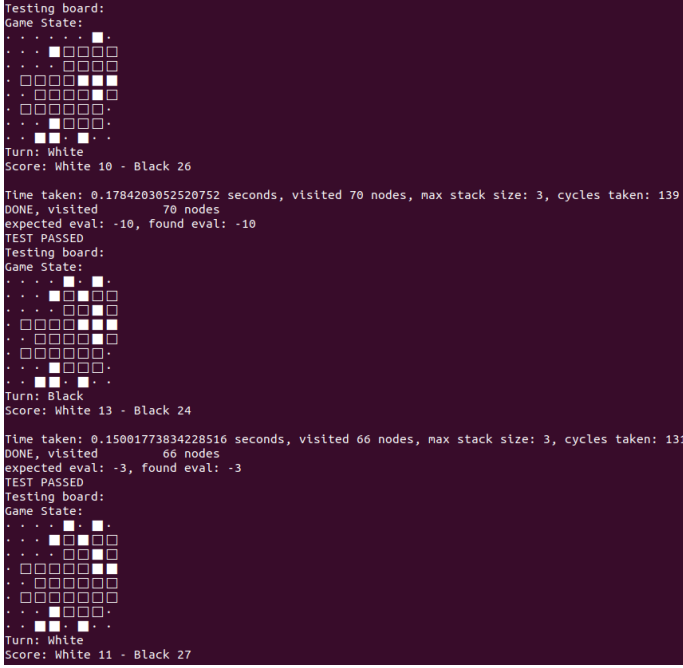 Testing board:
Game State:
· · · · · · ■ ·
· · · ■ □ □ □ □
· · · · □ □ □ □
· □ □ □ □ ■ ■ ■
· · □ □ □ □ ■ □
· □ □ □ □ □ □ ·
· · · ■ □ □ □ ·
· · ■ ■ · ■ · ·
Turn: White
Score: White 10 - Black 26
Time taken: 0.1784203052520752 seconds, visited 70 nodes, max stack size: 3, cycles taken: 139
DONE, visited 70 nodes
expected eval: -10, found eval: -10
TEST PASSED
Testing board:
Game State:
· · · · ■ · ■ ·
· · · ■ □ ■ □ □
· · · · □ □ ■ □
· □ □ □ □ ■ ■ ■
· · □ □ □ □ ■ □
· □ □ □ □ □ □ ·
· · · ■ □ □ □ ·
· · ■ ■ · ■ · ·
Turn: Black
Score: White 13 - Black 24
Time taken: 0.15001773834228516 seconds, visited 66 nodes, max stack size: 3, cycles taken: 131
DONE, visited 66 nodes
expected eval: -3, found eval: -3
TEST PASSED
Testing board:
Game State:
· · · · ■ · ■ ·
· · · ■ □ ■ □ □
· · · · □ □ ■ □
· □ □ □ □ □ ■ ■
· · □ □ □ □ □ □
· □ □ □ □ □ □ □
· · · ■ □ □ □ ·
· · ■ ■ · ■ · ·
Turn: White
Score: White 11 - Black 27